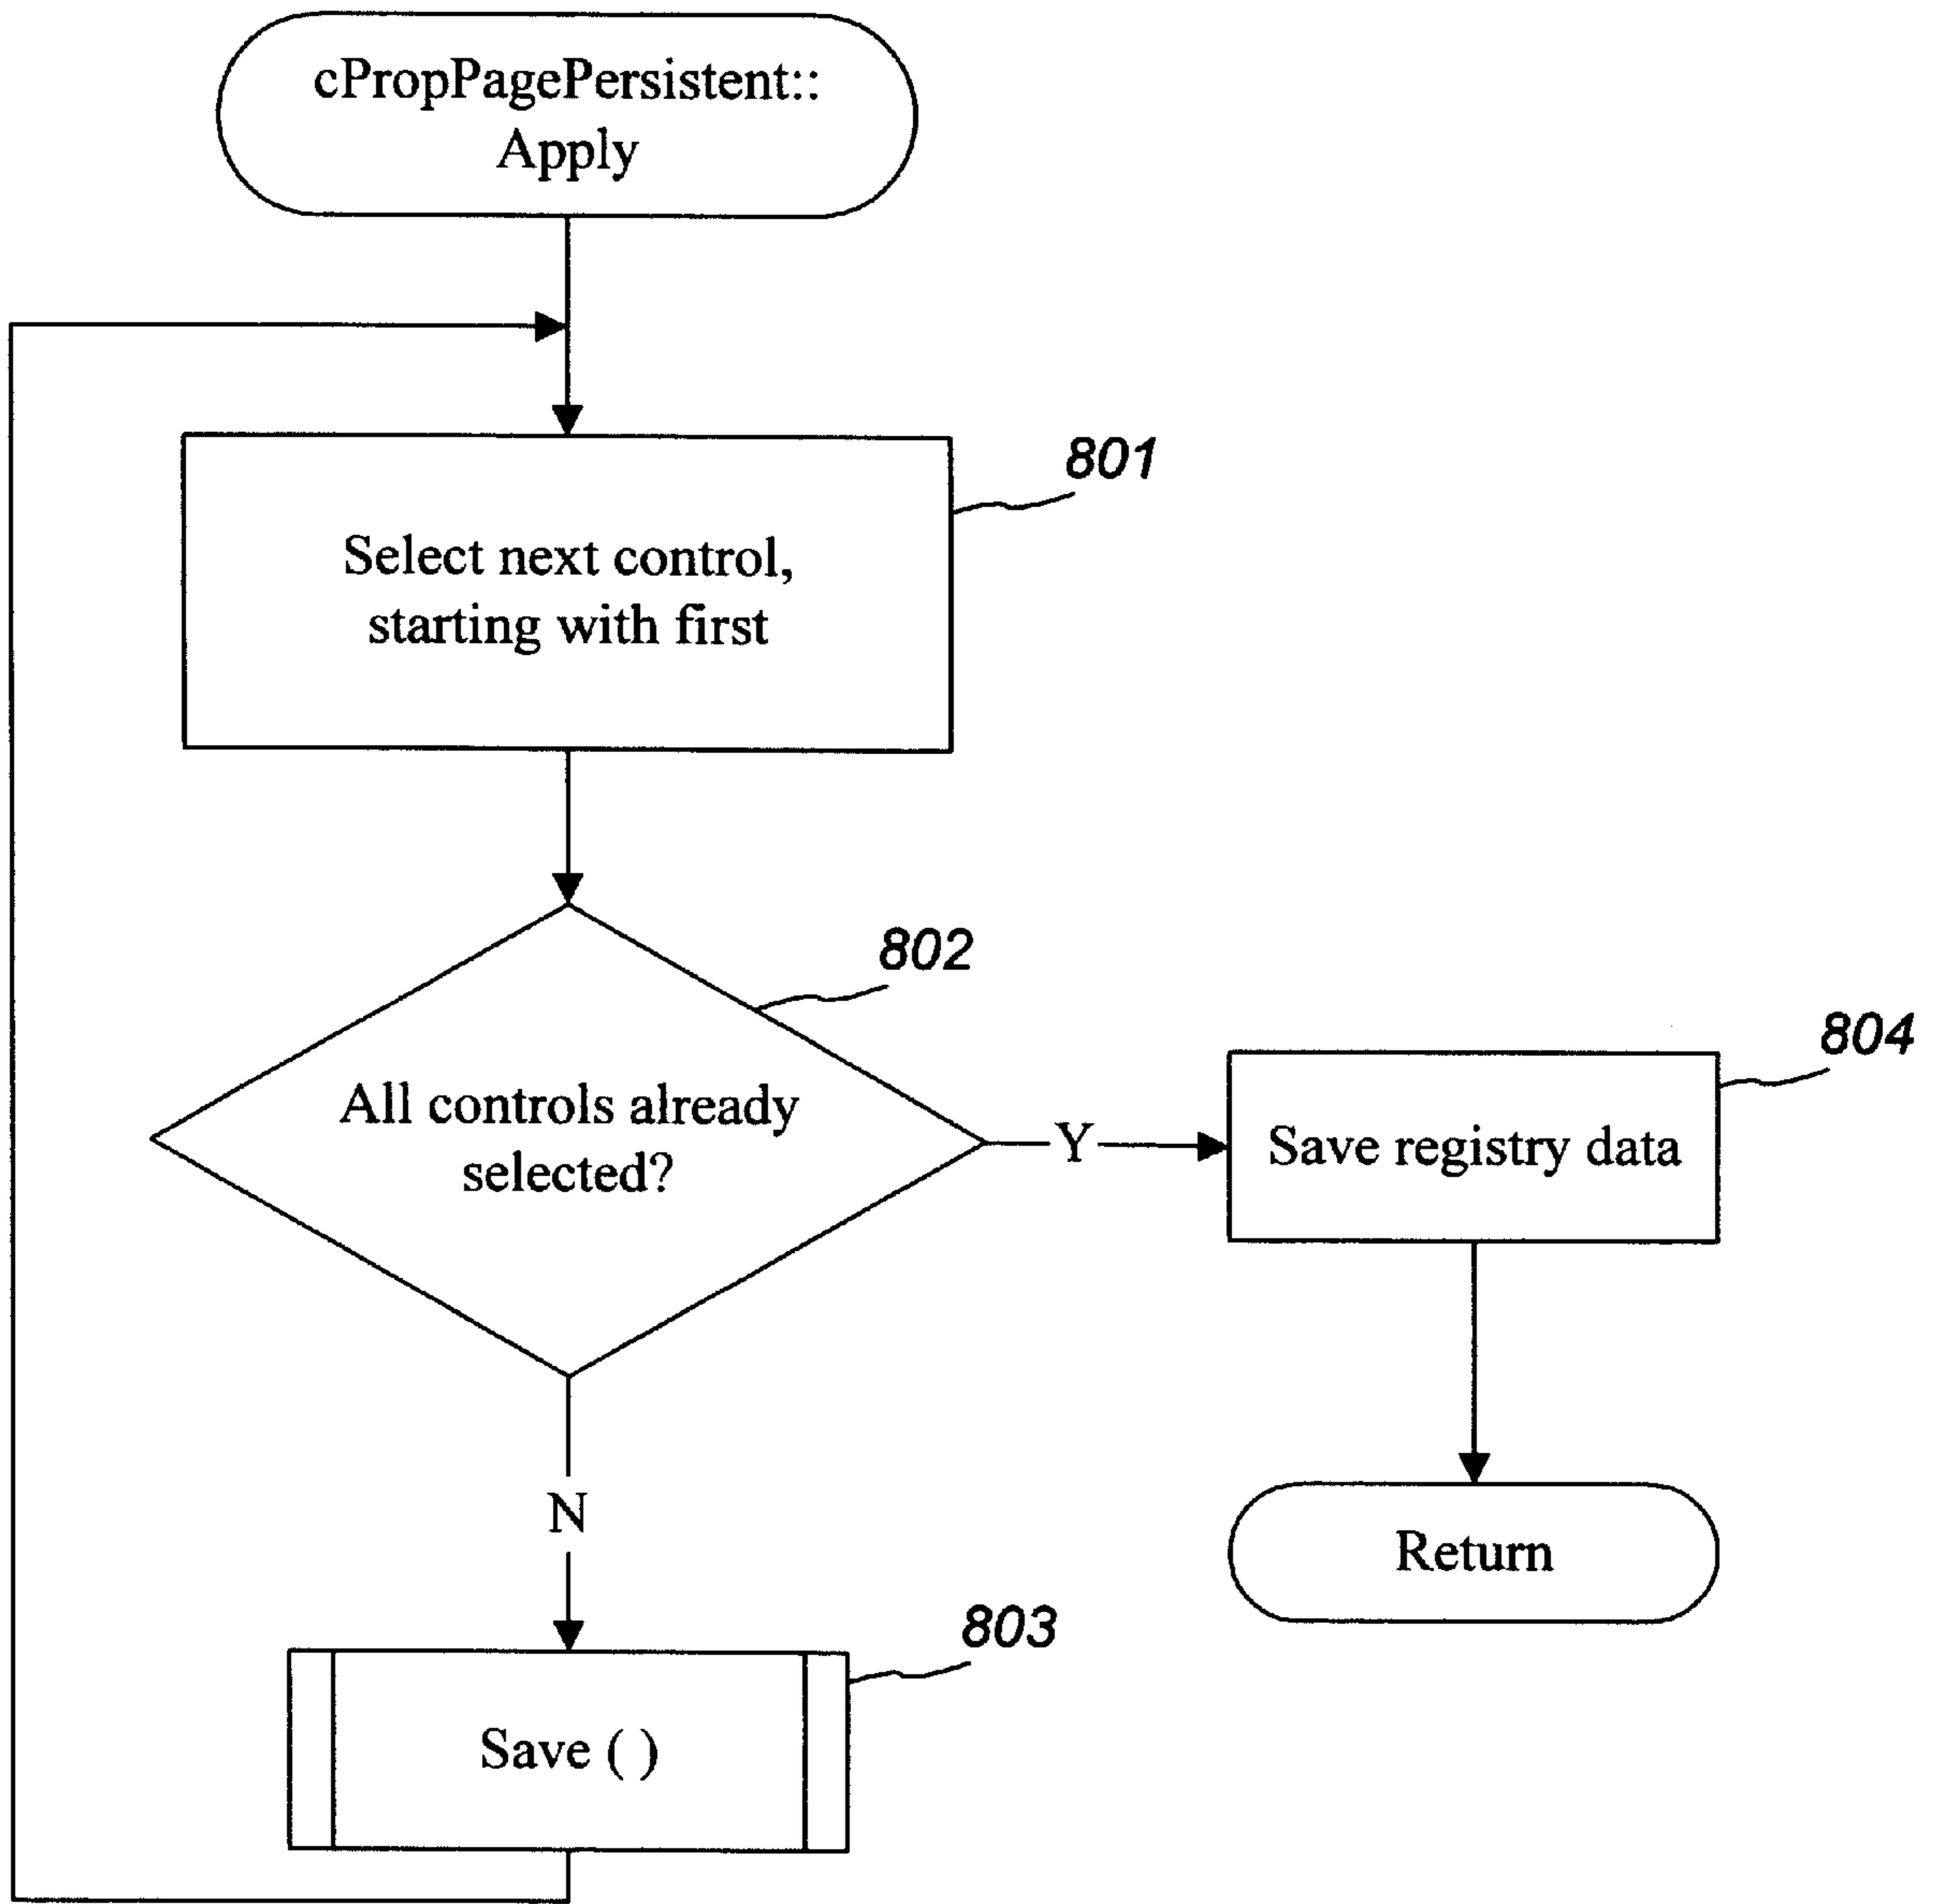 cPropPagePersistent::
Apply
801
Select next control,
starting with first
802
All controls already
selected?
Y
804
Save registry data
N
Return
803
Save ( )